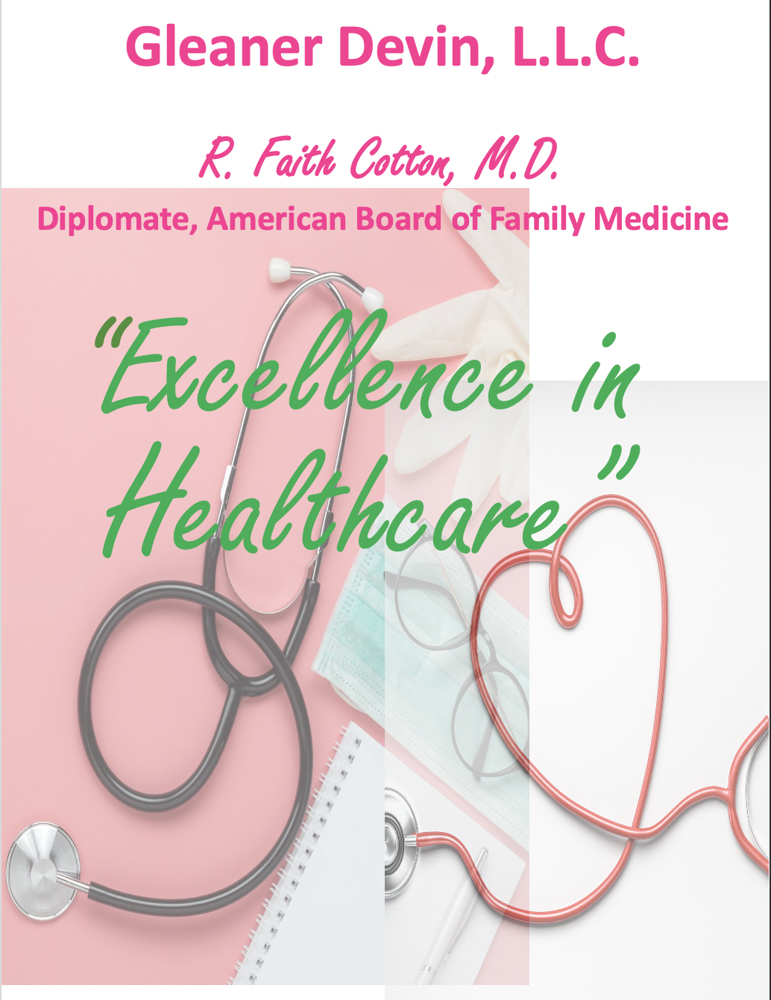 Gleaner Devin, L.L.C.
R. Faith Cotton, M.D.
Diplomate, American Board of Family Medicine
“Excellence in
Healthcare”